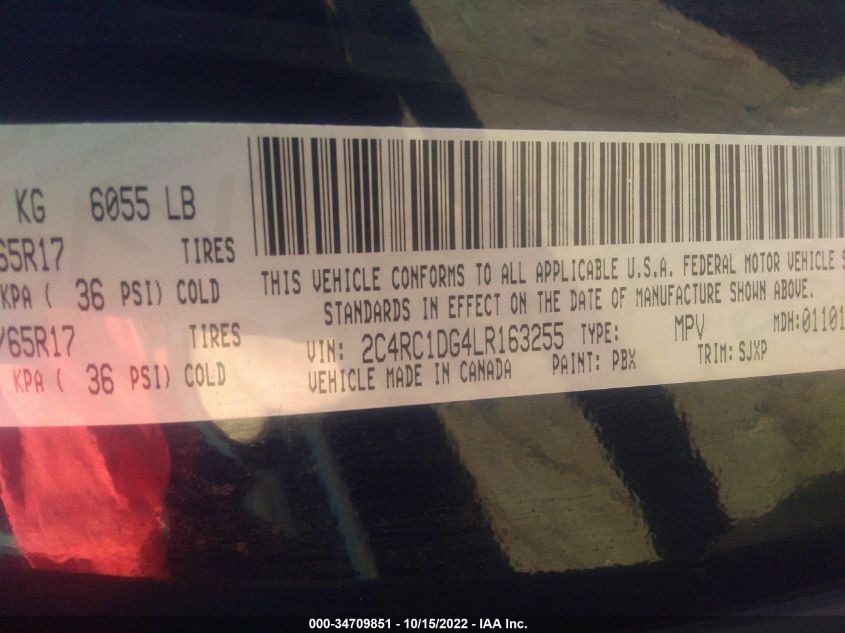 KG 6055 LB
65R17 TIRES
KPA ( 36 PSI) COLD
/65R17 TIRES
KPA ( 36 PSI) COLD
THIS VEHICLE CONFORMS TO ALL APPLICABLE U.S.A. FEDERAL MOTOR VEHICLE S
STANDARDS IN EFFECT ON THE DATE OF MANUFACTURE SHOWN ABOVE.
VIN: 2C4RC1DG4LR163255 TYPE: MPV MDH:01101
VEHICLE MADE IN CANADA PAINT: PBX TRIM: SJXP
000-34709851 - 10/15/2022 - IAA Inc.